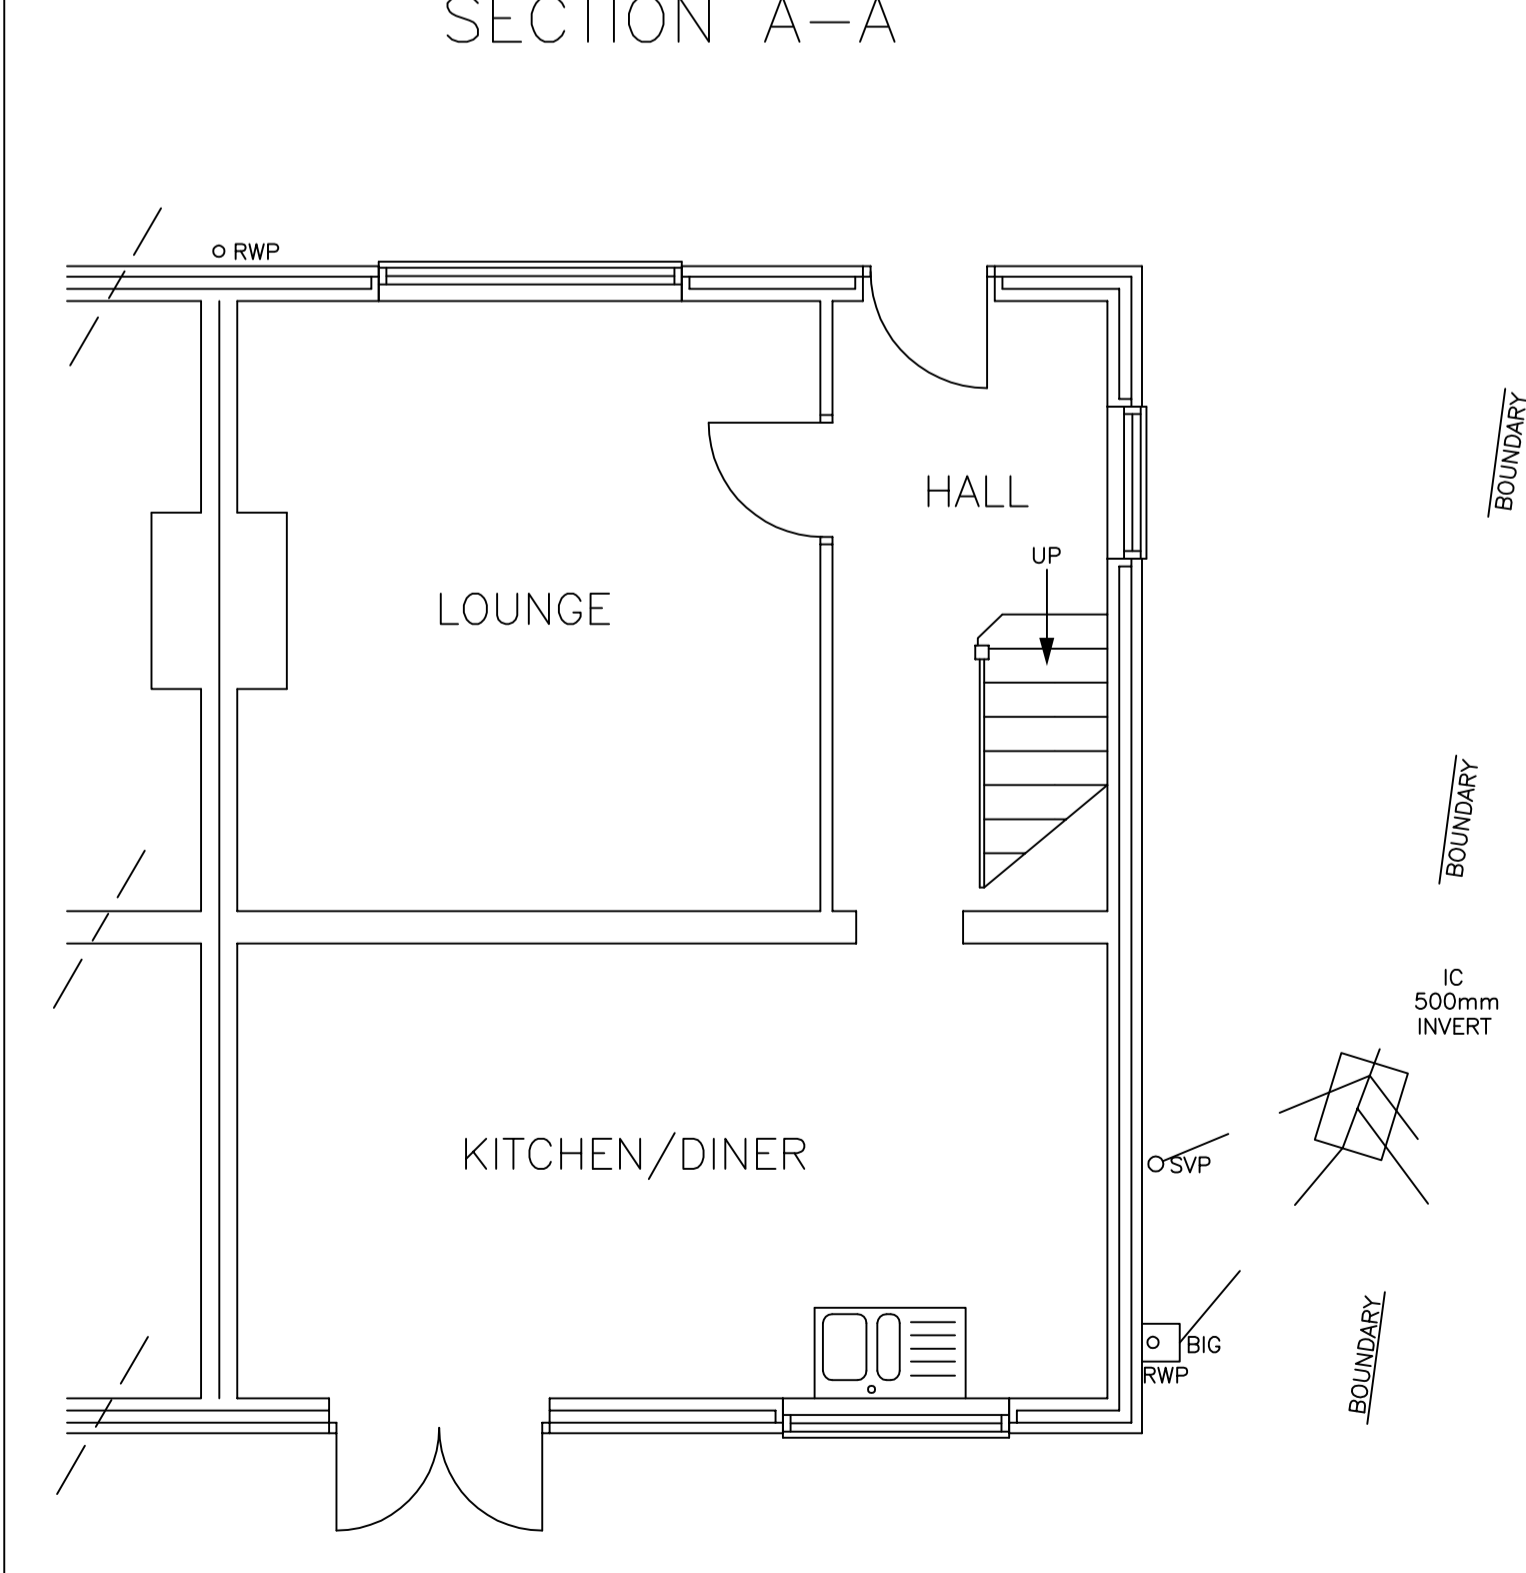 SECTION A-A
RWP
BOUNDARY
HALL
UP
LOUNGE
BOUNDARY
IC
500mm
INVERT
KITCHEN/DINER
SVP
BIG
RWP
BOUNDARY